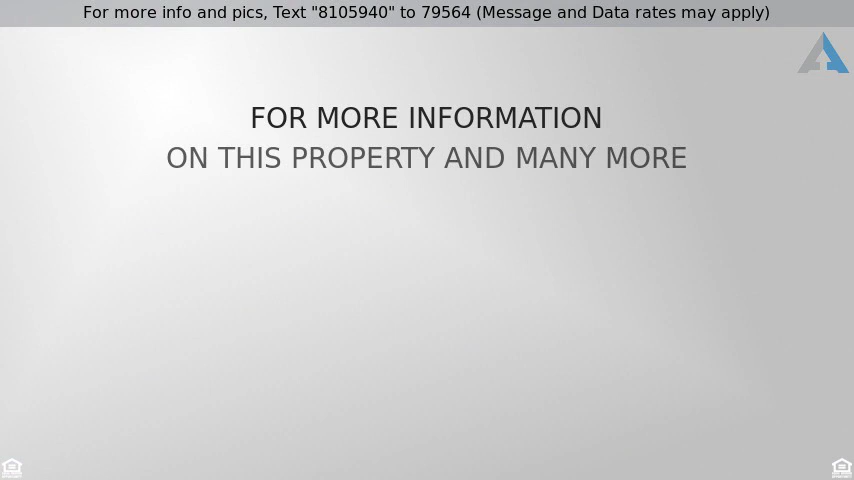 For more info and pics, Text "8105940" to 79564 (Message and Data rates may apply)
FOR MORE INFORMATION
ON THIS PROPERTY AND MANY MORE